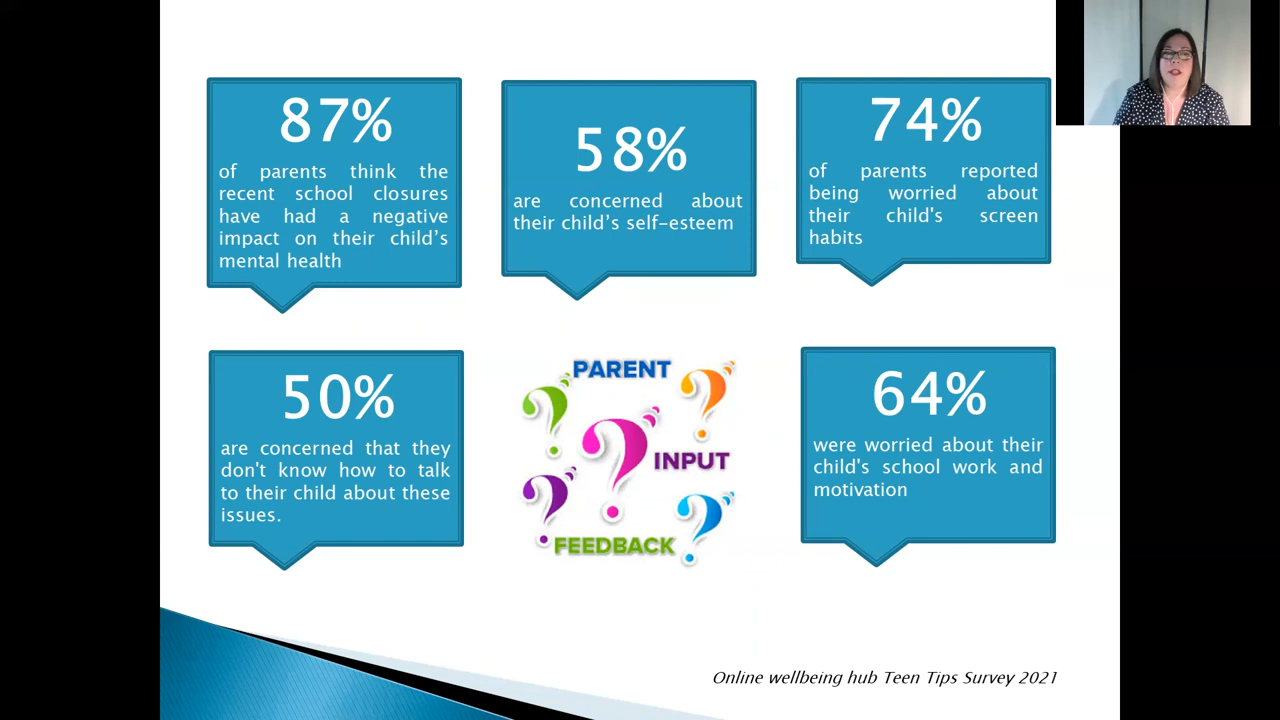 87%
of parents think the
recent school closures
have had a negative
impact on their child’s
mental health
58%
are concerned about
their child’s self-esteem
74%
of parents reported
being worried about
their child's screen
habits
50%
are concerned that they
don't know how to talk
to their child about these
issues.
PARENT
INPUT
FEEDBACK
64%
were worried about their
child's school work and
motivation
Online wellbeing hub Teen Tips Survey 2021